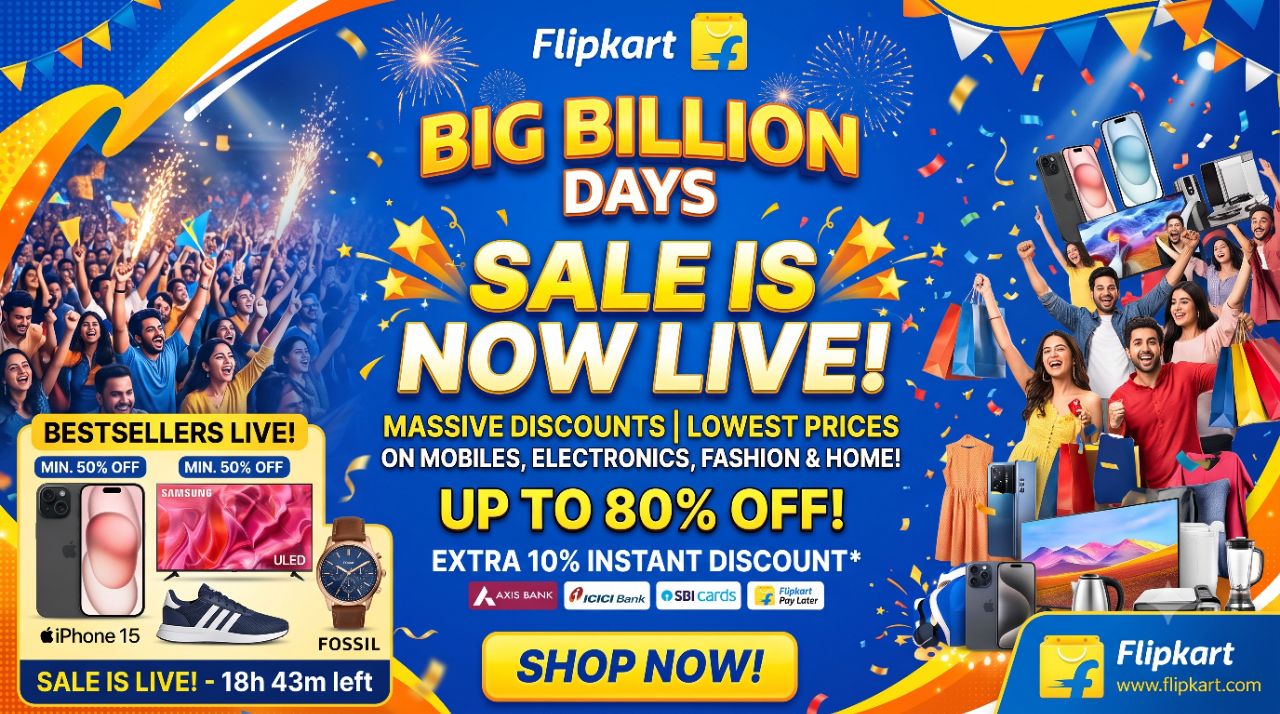 Flipkart
BIG BILLION
DAYS
SALE IS
NOW LIVE!
MASSIVE DISCOUNTS | LOWEST PRICES
ON MOBILES, ELECTRONICS, FASHION & HOME!
UP TO 80% OFF!
EXTRA 10% INSTANT DISCOUNT*
AXIS BANK
ICICI Bank
SBI cards
Flipkart
Pay Later
SHOP NOW!
BESTSELLERS LIVE!
MIN. 50% OFF
MIN. 50% OFF
SAMSUNG
ULED
iPhone 15
FOSSIL
SALE IS LIVE! - 18h 43m left
Flipkart
www.flipkart.com